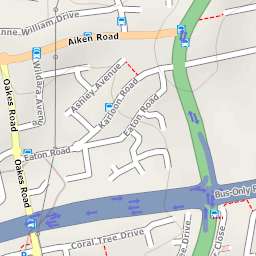 nne William Drive
Aiken Road
Wildara Avenue
Ashley Avenue
Karloon Road
Eaton Road
Oakes Road
Eaton Road
Oakes Road
Bus-Only R
Coral Tree Drive
e Drive
Close